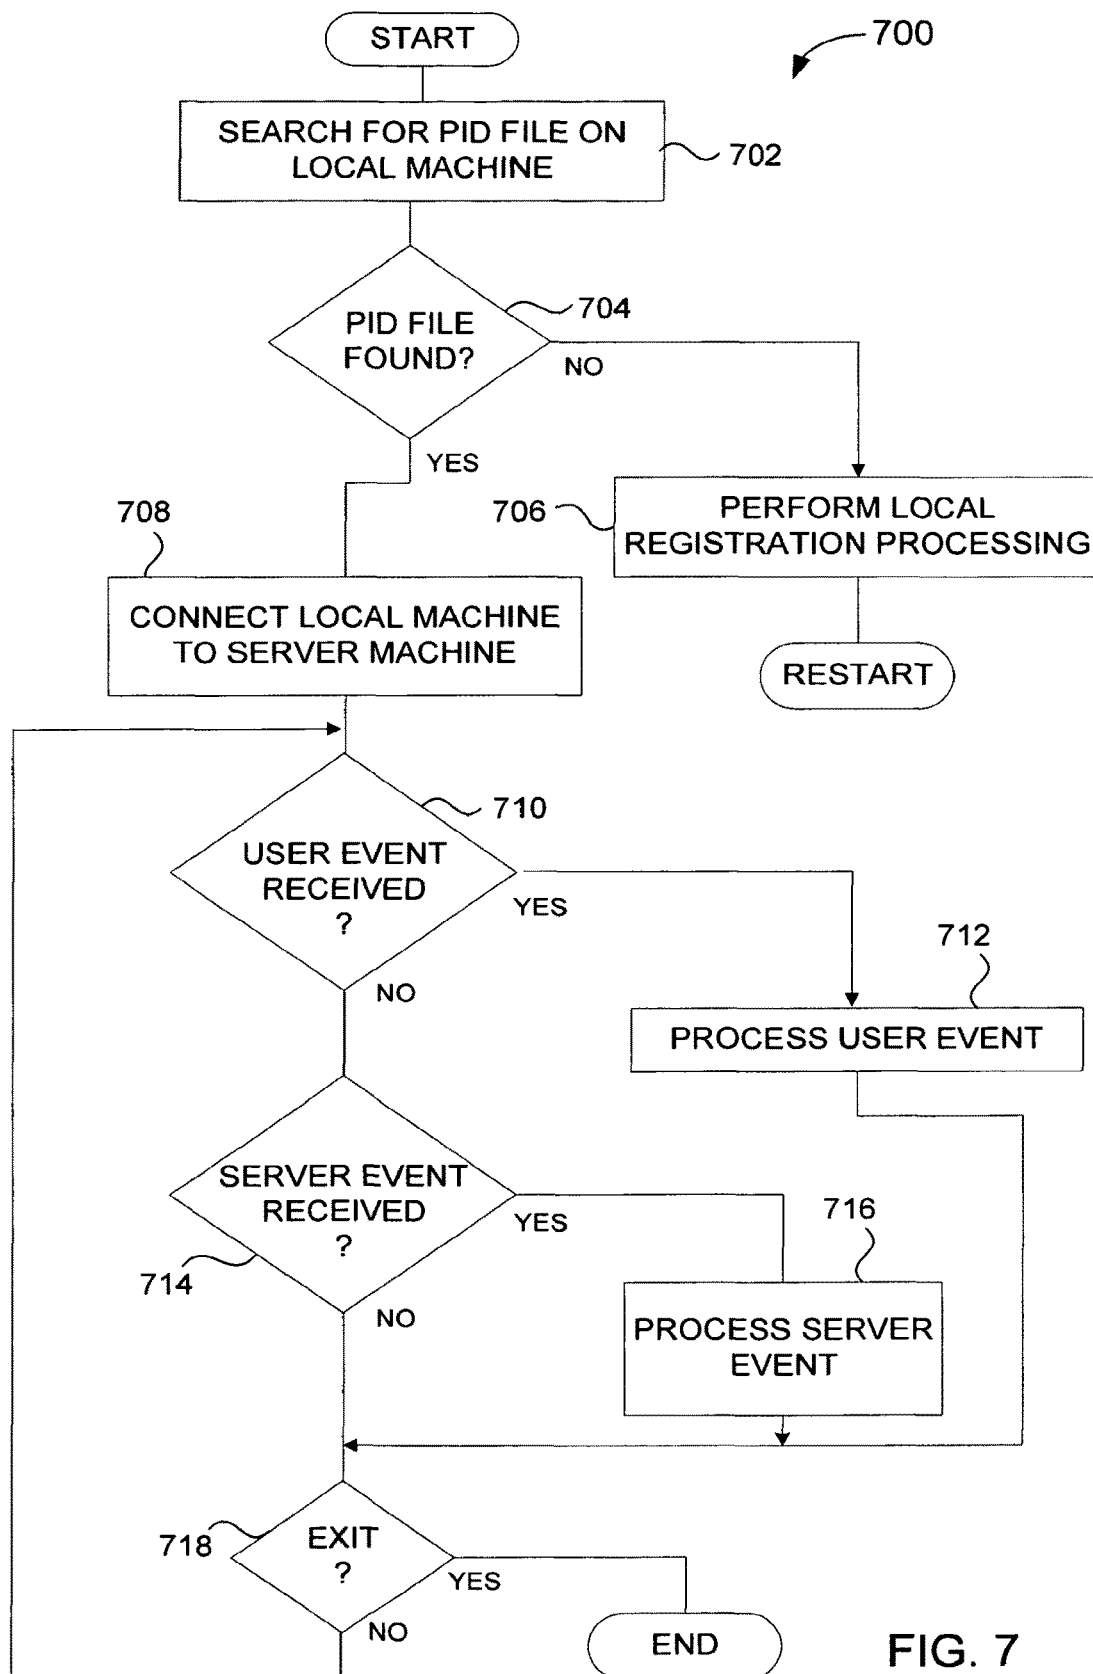 START
700
SEARCH FOR PID FILE ON
LOCAL MACHINE
702
704
PID FILE
FOUND?
NO
YES
708
706
PERFORM LOCAL
REGISTRATION PROCESSING
CONNECT LOCAL MACHINE
TO SERVER MACHINE
RESTART
710
USER EVENT
RECEIVED
?
YES
NO
712
PROCESS USER EVENT
SERVER EVENT
RECEIVED
?
YES
714
NO
716
PROCESS SERVER
EVENT
718
EXIT
?
YES
NO
END
FIG. 7